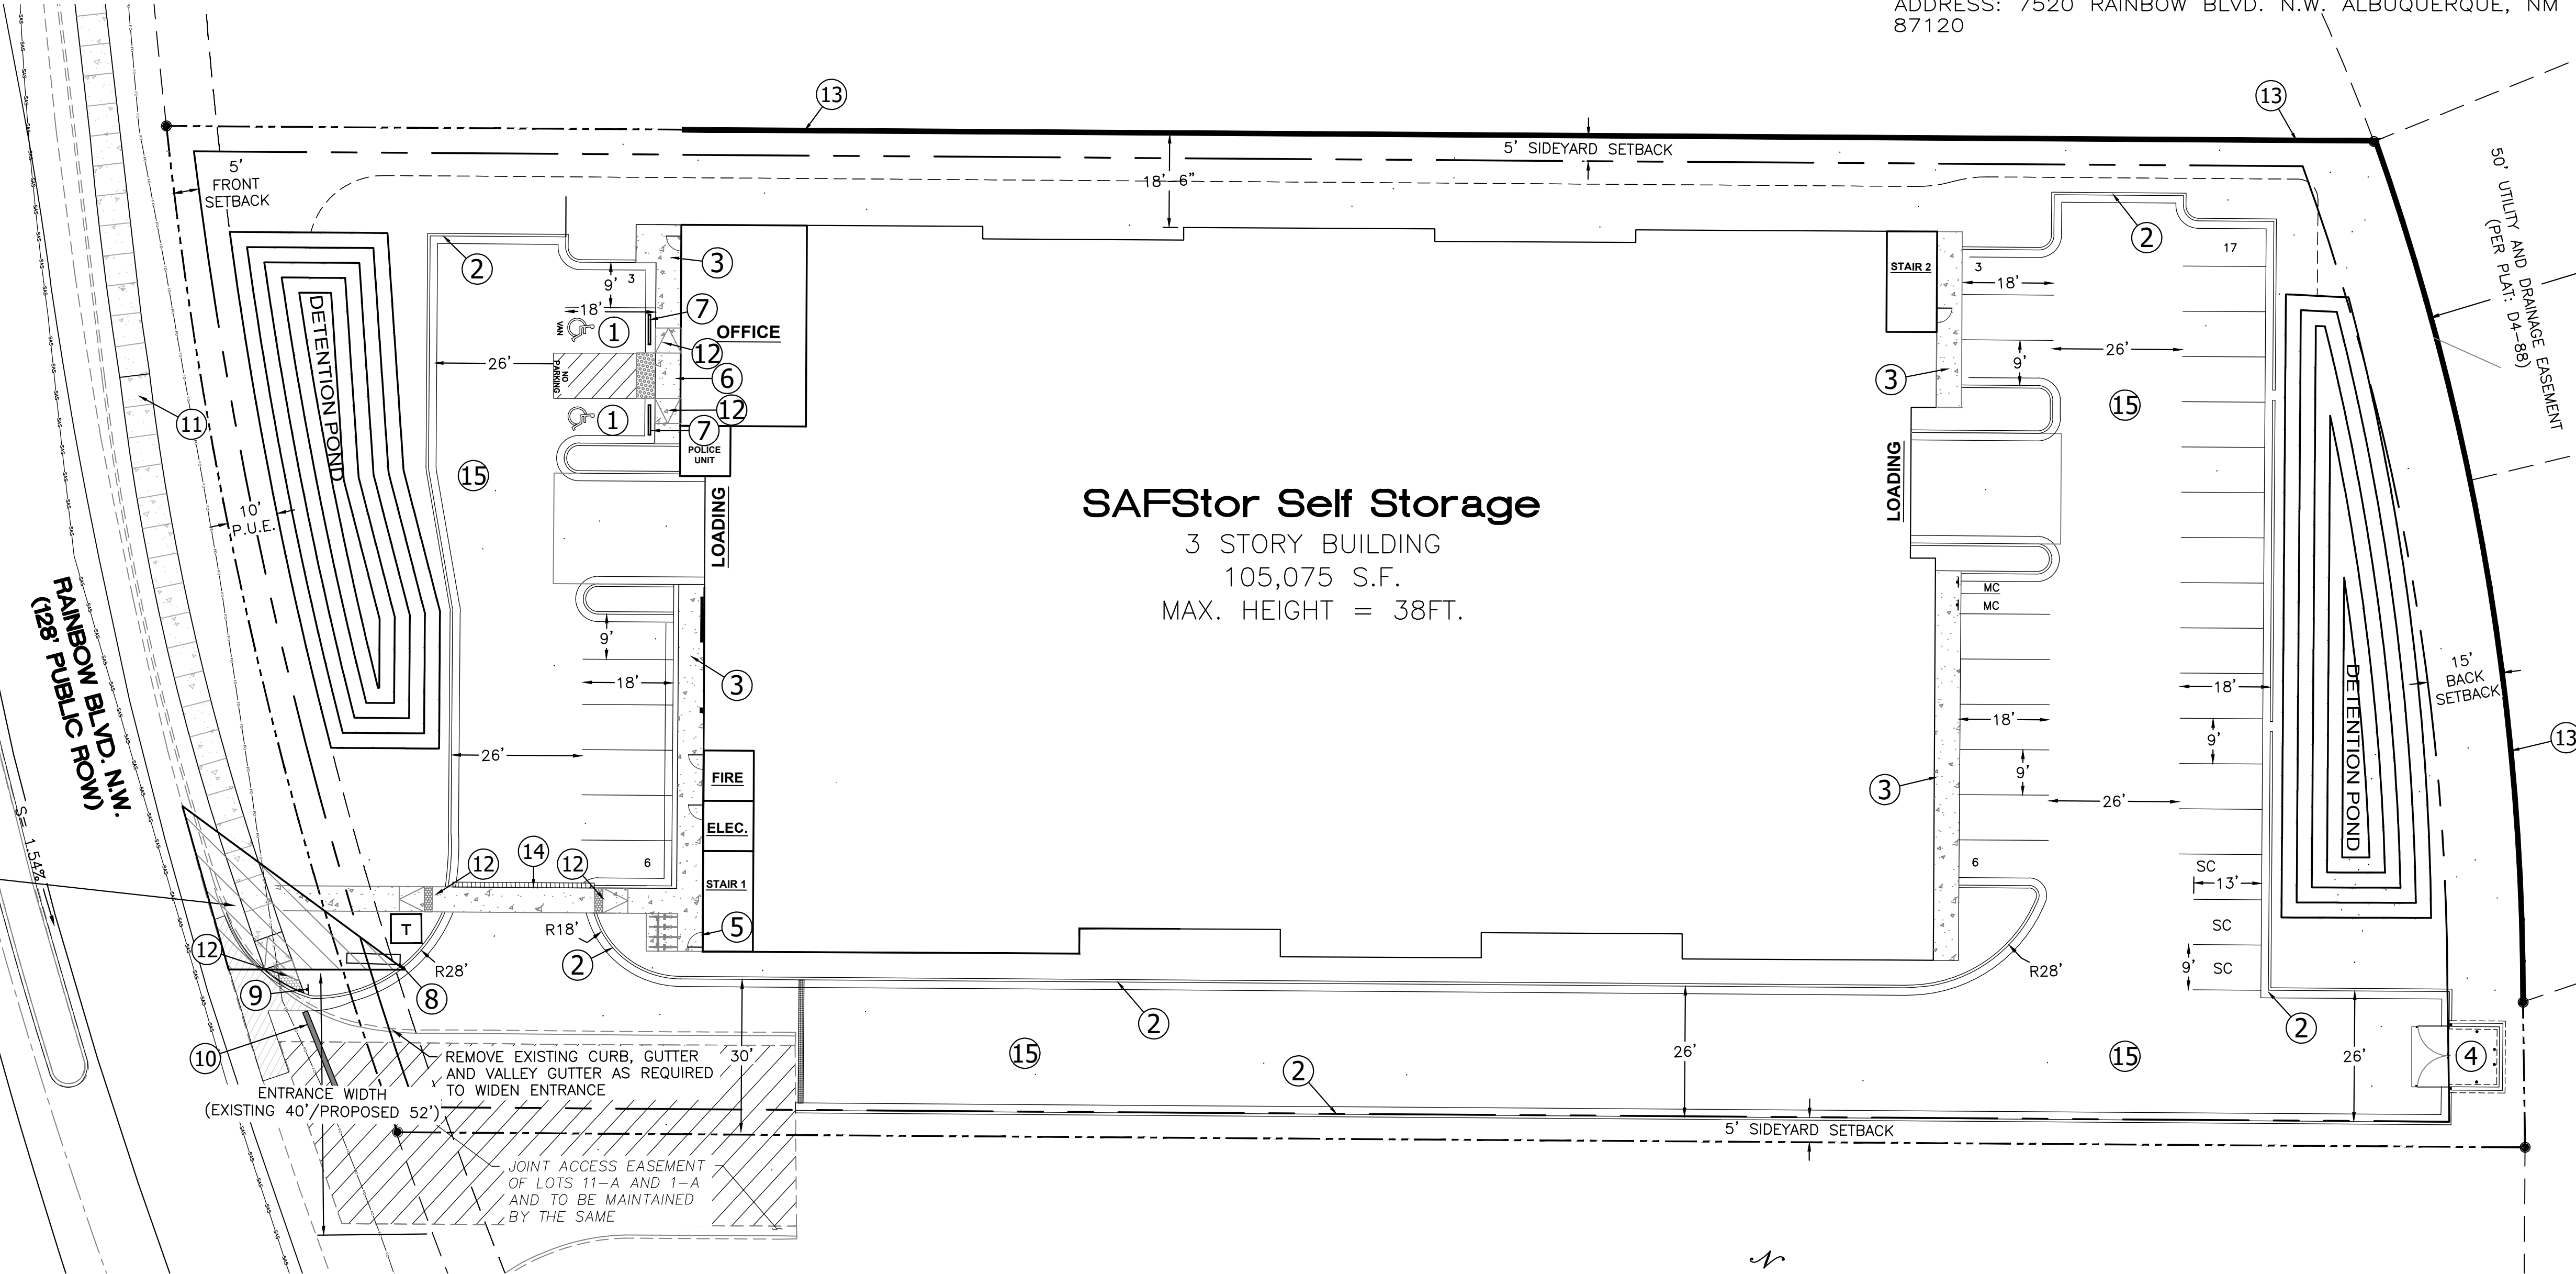 ADDRESS: 7520 RAINBOW BLVD. N.W. ALBUQUERQUE, NM
87120
13
13
5' SIDEYARD SETBACK
18'-6"
5'
FRONT
SETBACK
50' UTILITY AND DRAINAGE EASEMENT
(PER PLAT: D4-88)
2
3
9'
3
18'
VAN
1
7
OFFICE
12
26'
NO
PARKING
6
1
12
7
POLICE
UNIT
DETENTION POND
11
15
10'
P.U.E.
LOADING
STAIR 2
3
18'
2
17
9'
26'
3
15
LOADING
SAFStor Self Storage
3 STORY BUILDING
105,075 S.F.
MAX. HEIGHT = 38FT.
MC
MC
RAINBOW BLVD. N.W.
(128' PUBLIC ROW)
S= 1.54%
9'
18'
3
26'
FIRE
ELEC.
STAIR 1
5
6
12
14
12
T
R18'
2
R28'
8
12
9
10
18'
9'
3
26'
6
R28'
18'
9'
SC
13'
SC
9'
SC
DETENTION POND
15'
BACK
SETBACK
13
2
REMOVE EXISTING CURB, GUTTER
AND VALLEY GUTTER AS REQUIRED
TO WIDEN ENTRANCE
30'
ENTRANCE WIDTH
(EXISTING 40'/PROPOSED 52')
15
2
2
26'
15
26'
4
5' SIDEYARD SETBACK
JOINT ACCESS EASEMENT
OF LOTS 11-A AND 1-A
AND TO BE MAINTAINED
BY THE SAME
N
SAS